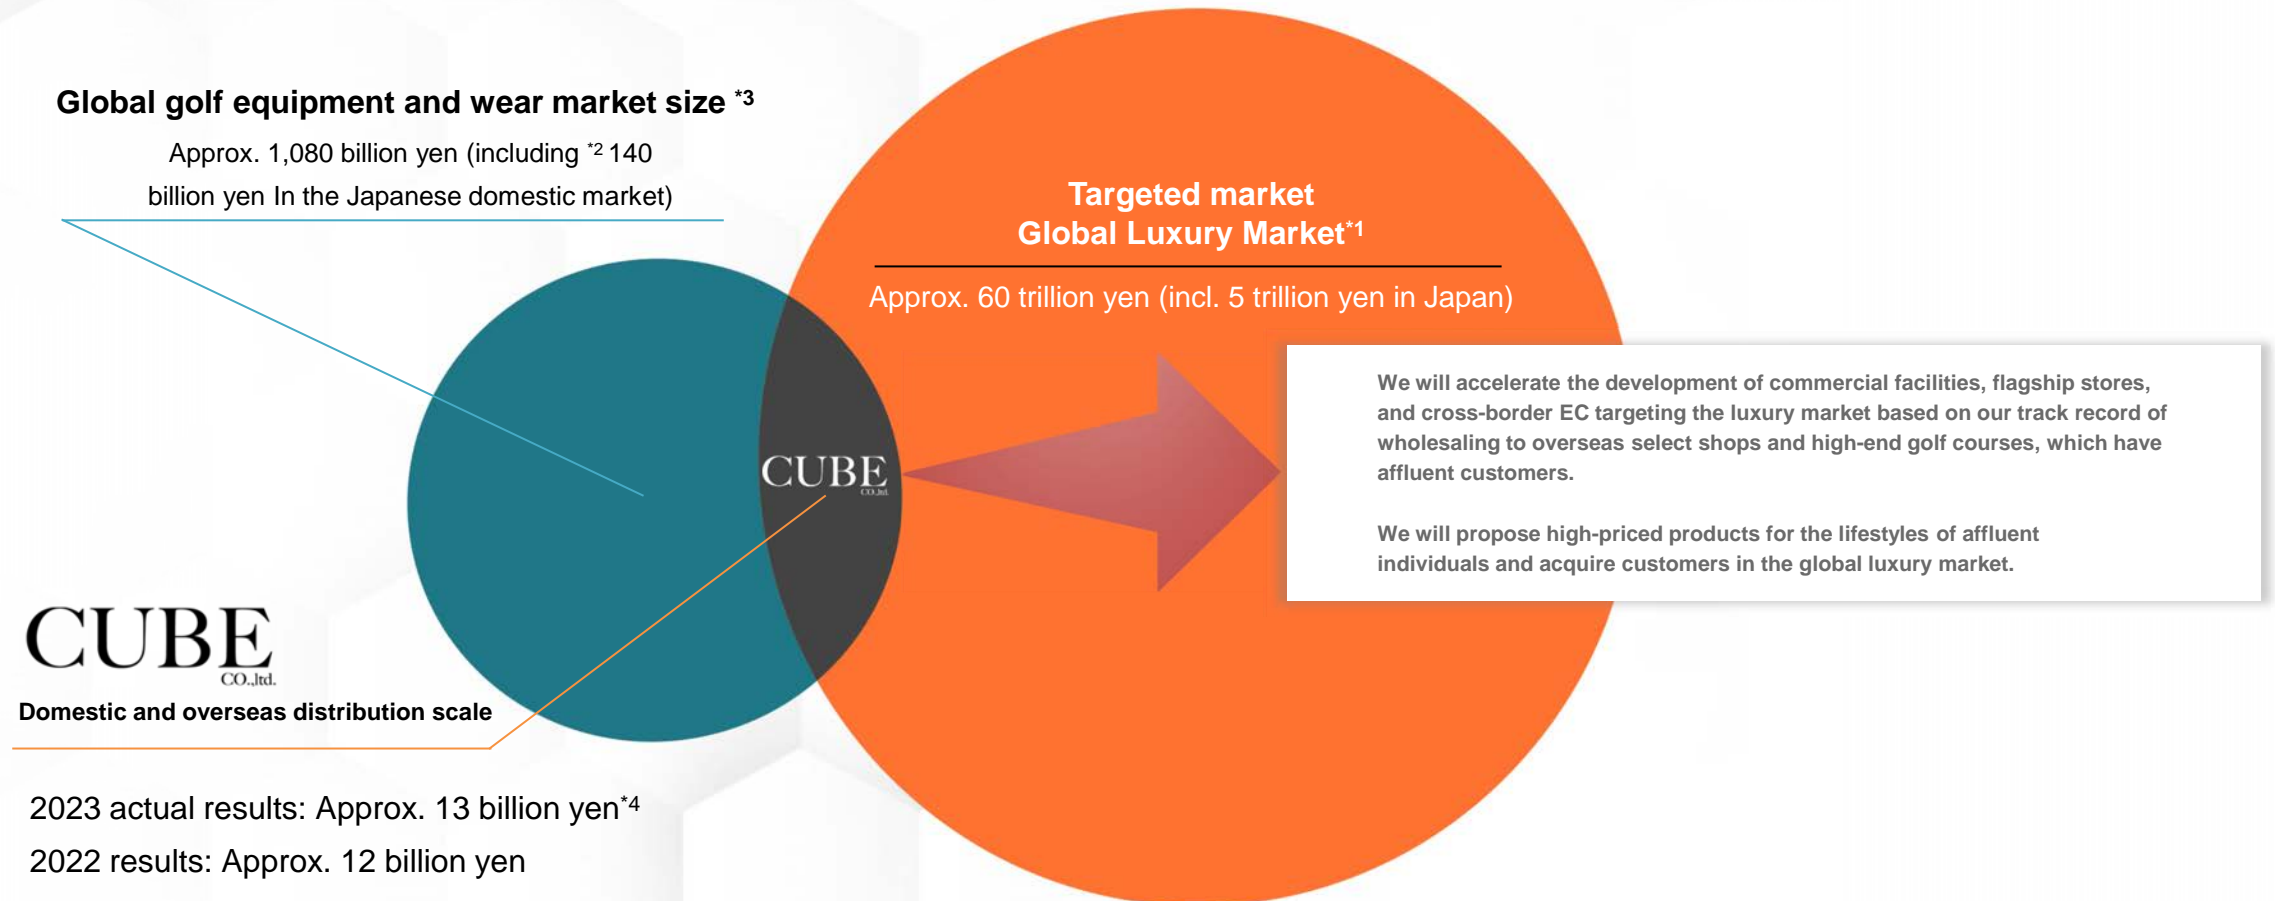 Global golf equipment and wear market size *3
Approx. 1,080 billion yen (including *2 140
billion yen In the Japanese domestic market)
Targeted market
Global Luxury Market*1
Approx. 60 trillion yen (incl. 5 trillion yen in Japan)
We will accelerate the development of commercial facilities, flagship stores,
and cross-border EC targeting the luxury market based on our track record of
wholesaling to overseas select shops and high-end golf courses, which have
affluent customers.
We will propose high-priced products for the lifestyles of affluent
individuals and acquire customers in the global luxury market.
CUBE
CO.,ltd.
CUBE
CO.,ltd.
Domestic and overseas distribution scale
2023 actual results: Approx. 13 billion yen*4
2022 results: Approx. 12 billion yen